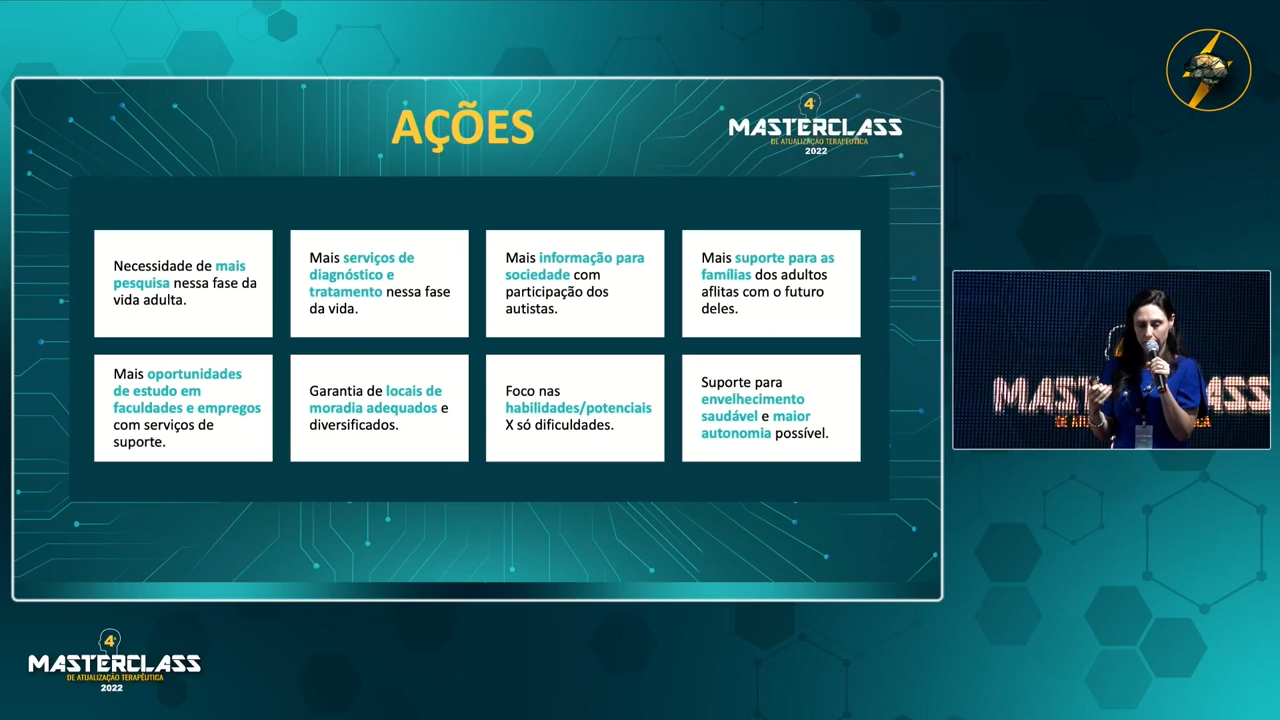 AÇÕES
4ª
MASTERCLASS
DE ATUALIZAÇÃO TERAPÊUTICA
2022
Necessidade de mais
pesquisa nessa fase da
vida adulta.
Mais serviços de
diagnóstico e
tratamento nessa fase
da vida.
Mais informação para
sociedade com
participação dos
autistas.
Mais suporte para as
famílias dos adultos
aflitas com o futuro
deles.
Mais oportunidades
de estudo em
faculdades e empregos
com serviços de
suporte.
Garantia de locais de
moradia adequados e
diversificados.
Foco nas
habilidades/potenciais
X só dificuldades.
Suporte para
envelhecimento
saudável e maior
autonomia possível.
4ª
MASTERCLASS
DE ATUALIZAÇÃO TERAPÊUTICA
2022